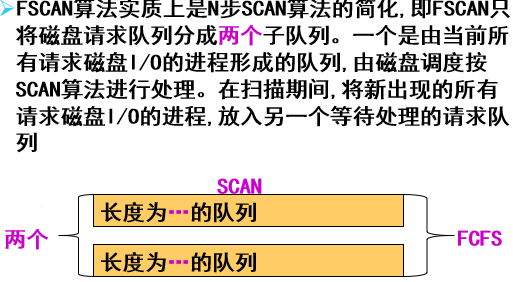 FSCAN算法实质上是N步SCAN算法的简化,即FSCAN只
将磁盘请求队列分成两个子队列。一个是由当前所
有请求磁盘I/O的进程形成的队列,由磁盘调度按
SCAN算法进行处理。在扫描期间,将新出现的所有
请求磁盘I/O的进程,放入另一个等待处理的请求队
列
SCAN
长度为…的队列
两个
FCFS
长度为…的队列